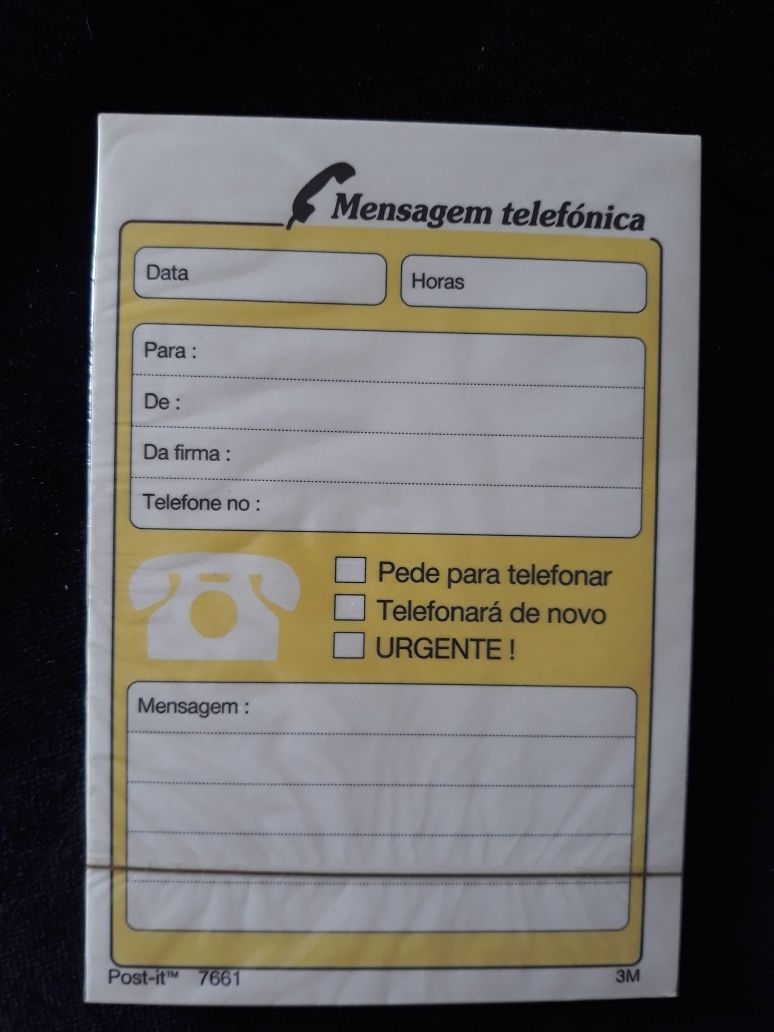 Mensagem telefónica
Data Horas
Para :
De :
Da firma :
Telefone no :
Pede para telefonar
Telefonará de novo
URGENTE !
Mensagem :
Post-it™ 7661 3M